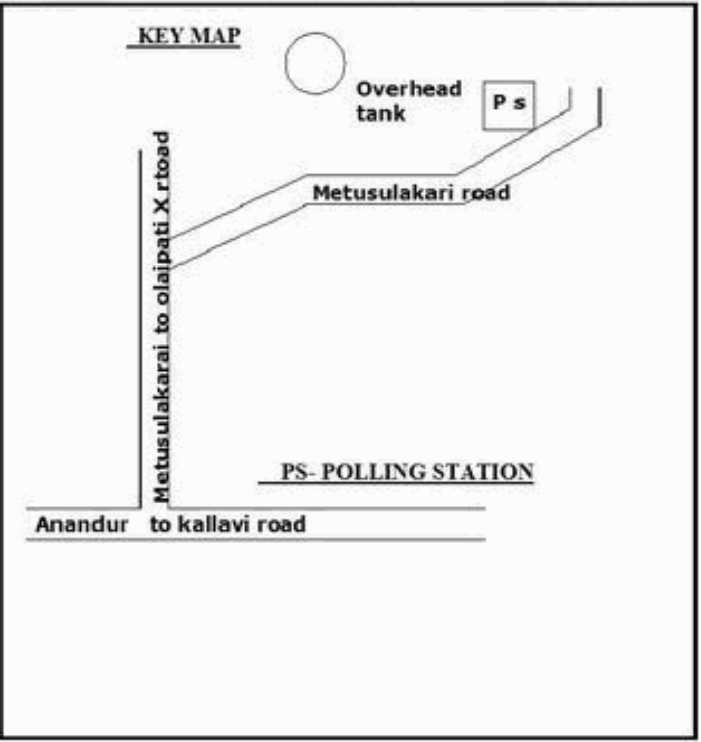 KEY MAP
Overhead
tank
P s
Metusulakari road
Metusulakarai to olaipati X rtoad
PS- POLLING STATION
Anandur to kallavi road